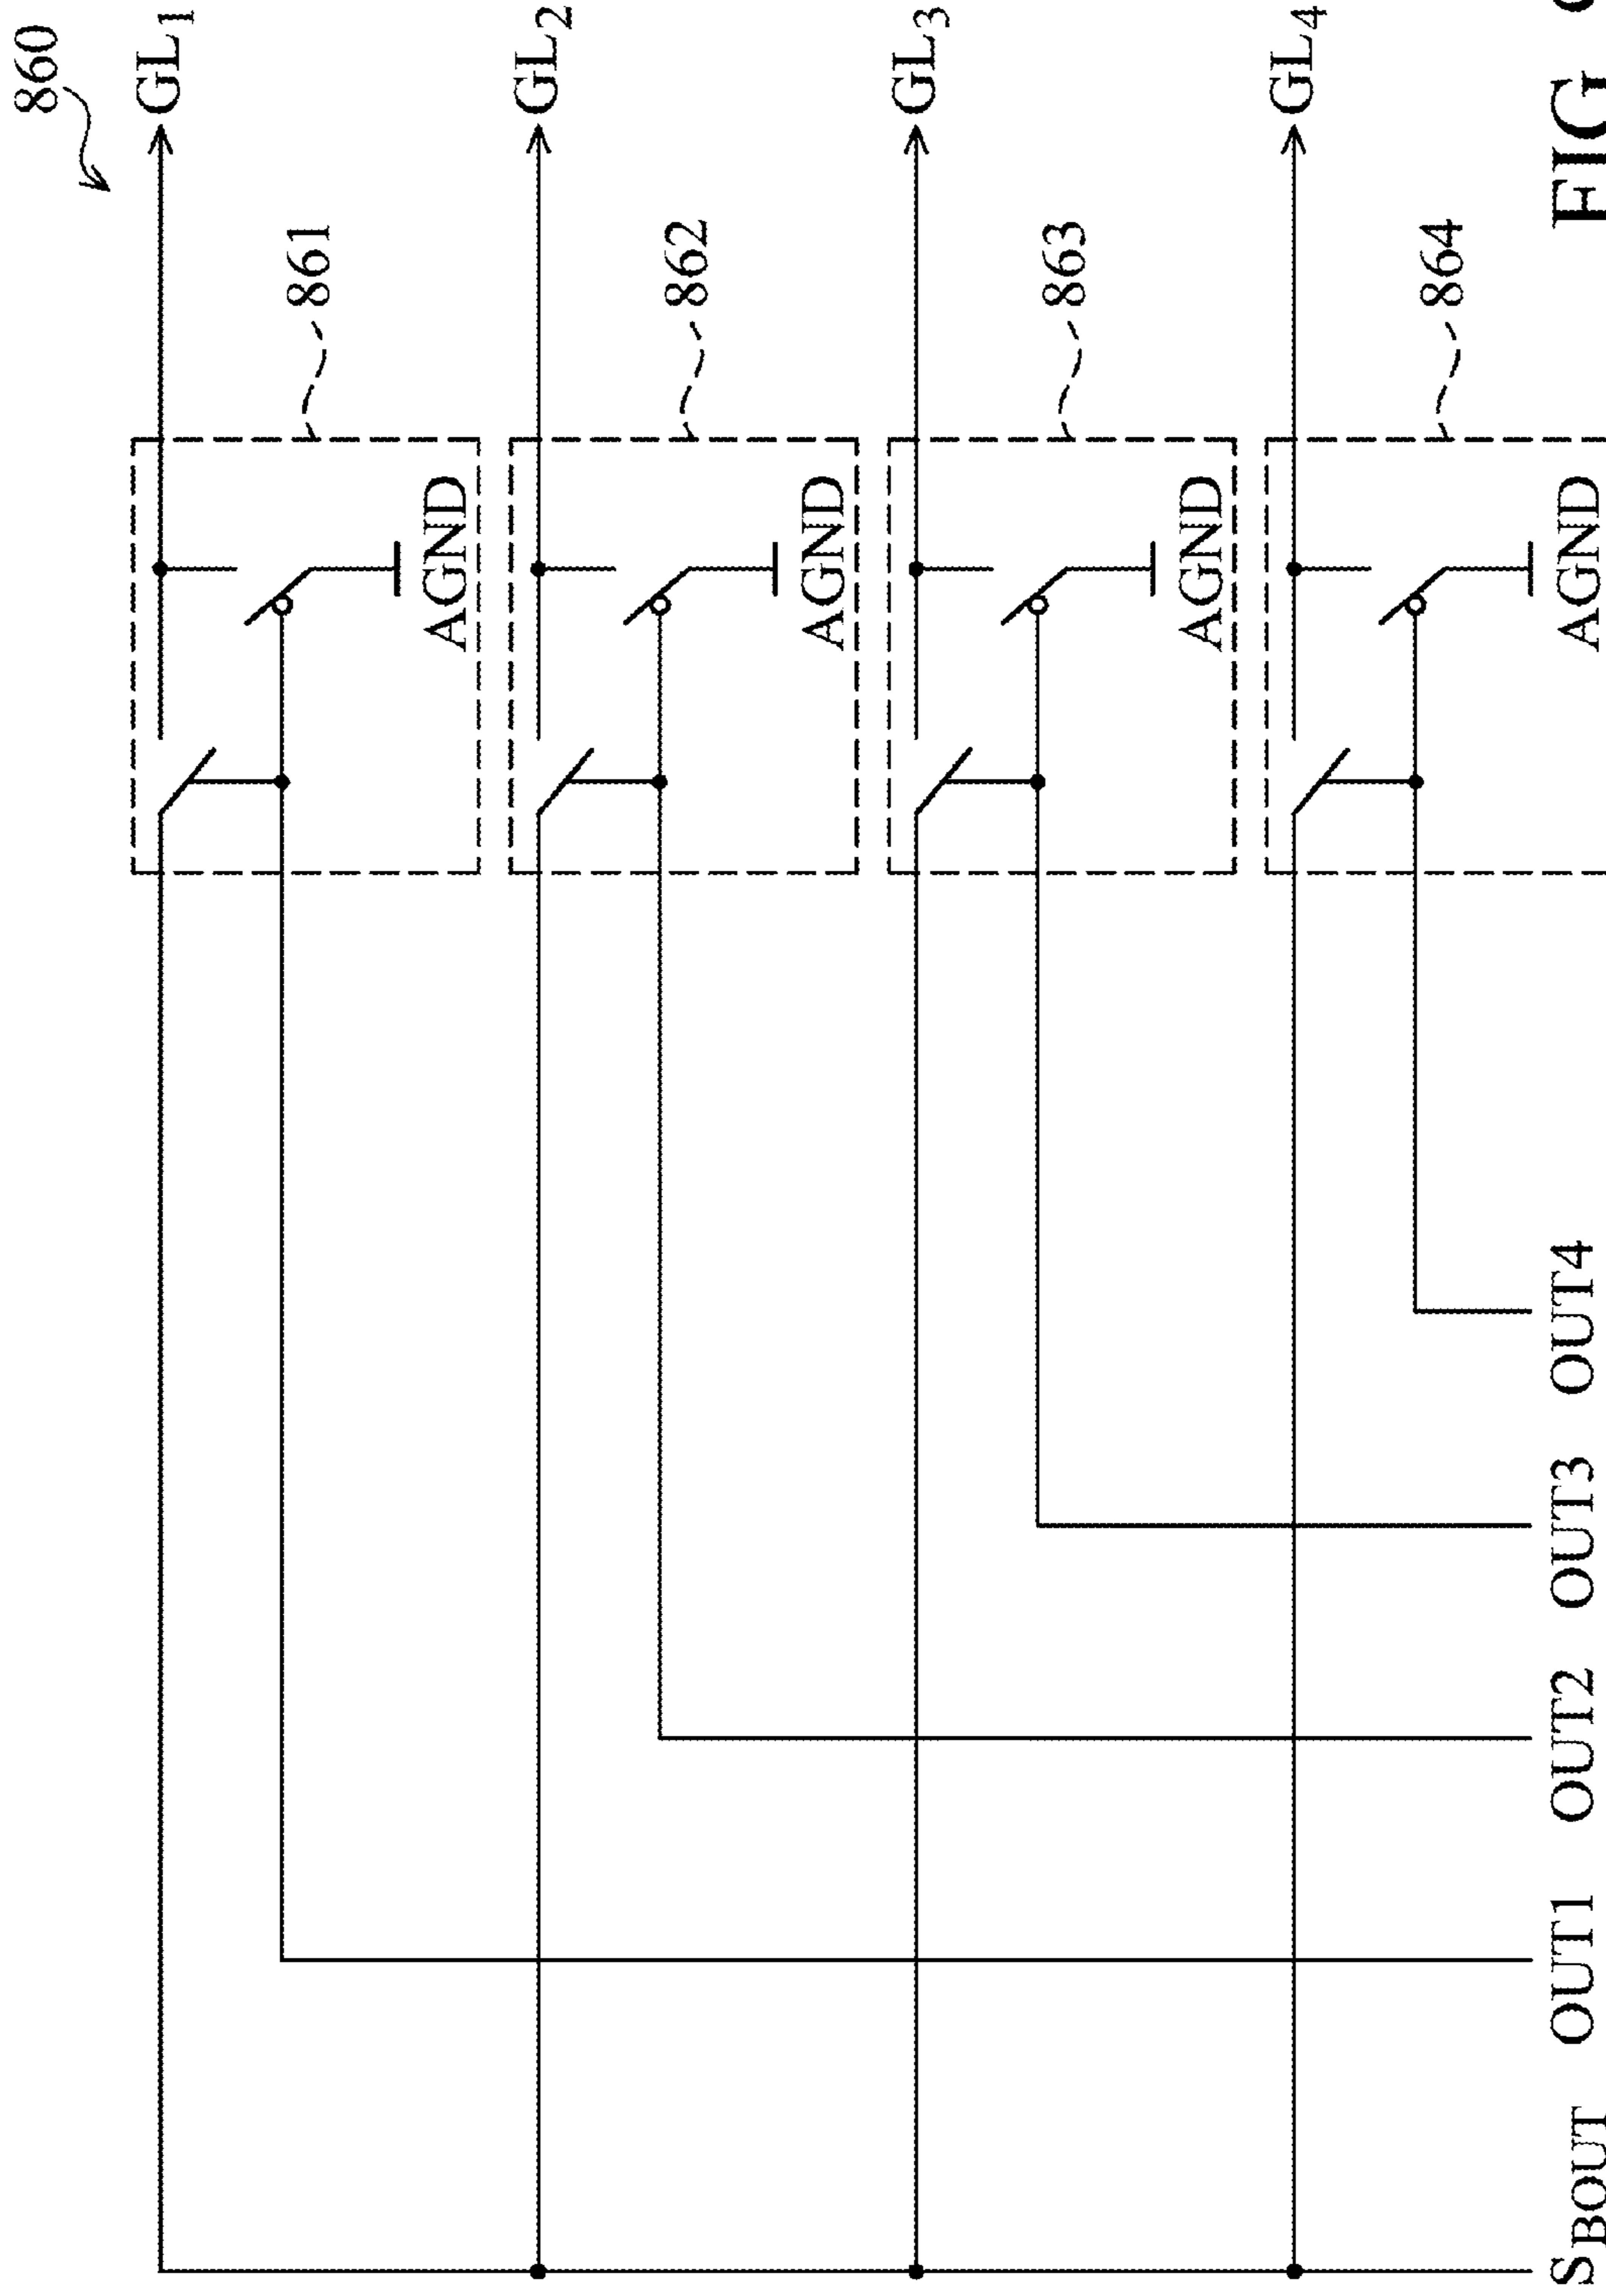 860
GL1
861
AGND
GL2
862
AGND
GL3
863
AGND
GL4
864
AGND
SBOUT OUT1 OUT2 OUT3 OUT4
FIG